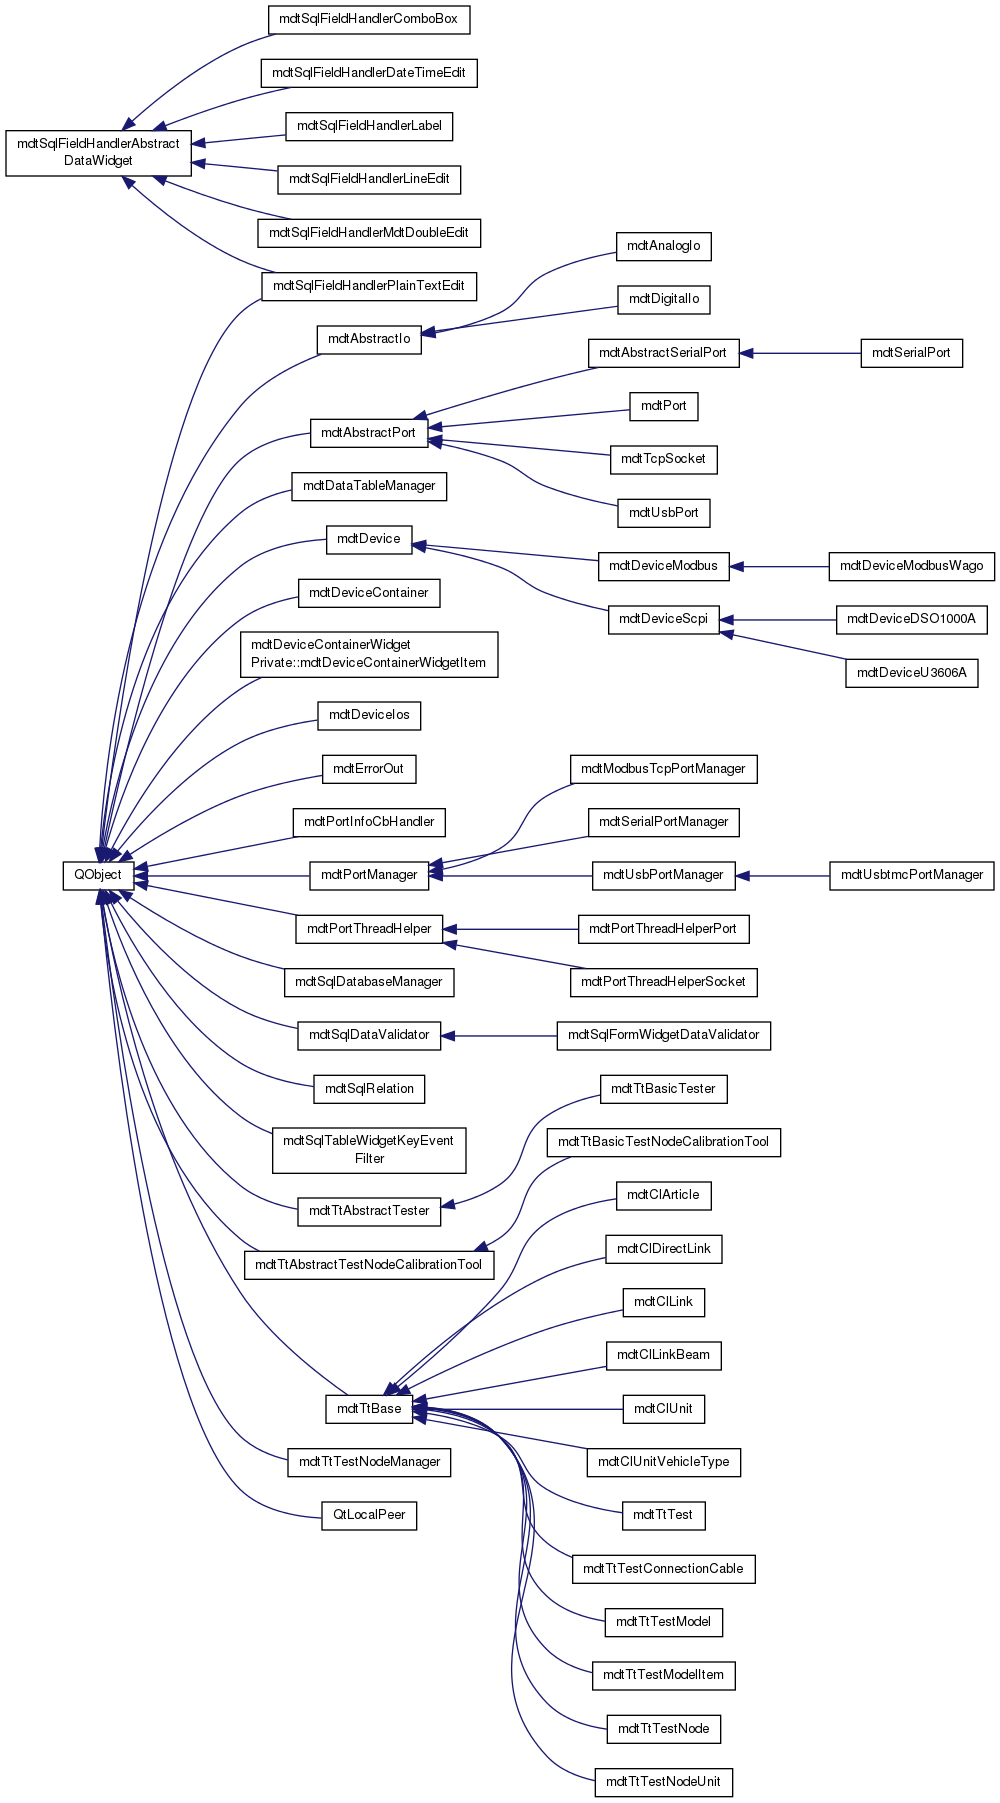 mdtSqlFieldHandlerComboBox
mdtSqlFieldHandlerDateTimeEdit
mdtSqlFieldHandlerLabel
mdtSqlFieldHandlerAbstract
DataWidget
mdtSqlFieldHandlerLineEdit
mdtSqlFieldHandlerMdtDoubleEdit
mdtSqlFieldHandlerPlainTextEdit
mdtAnalogIo
mdtDigitalIo
mdtAbstractIo
mdtAbstractSerialPort
mdtSerialPort
mdtPort
mdtAbstractPort
mdtTcpSocket
mdtDataTableManager
mdtUsbPort
mdtDevice
mdtDeviceModbus
mdtDeviceModbusWago
mdtDeviceContainer
mdtDeviceScpi
mdtDeviceDSO1000A
mdtDeviceContainerWidget
Private::mdtDeviceContainerWidgetItem
mdtDeviceU3606A
mdtDeviceIos
mdtErrorOut
mdtModbusTcpPortManager
mdtPortInfoCbHandler
mdtSerialPortManager
QObject
mdtPortManager
mdtUsbPortManager
mdtUsbtmcPortManager
mdtPortThreadHelper
mdtPortThreadHelperPort
mdtSqlDatabaseManager
mdtPortThreadHelperSocket
mdtSqlDataValidator
mdtSqlFormWidgetDataValidator
mdtSqlRelation
mdtTtBasicTester
mdtSqlTableWidgetKeyEvent
Filter
mdtTtBasicTestNodeCalibrationTool
mdtTtAbstractTester
mdtClArticle
mdtTtAbstractTestNodeCalibrationTool
mdtClDirectLink
mdtClLink
mdtClLinkBeam
mdtTtBase
mdtClUnit
mdtTtTestNodeManager
mdtClUnitVehicleType
QtLocalPeer
mdtTtTest
mdtTtTestConnectionCable
mdtTtTestModel
mdtTtTestModelItem
mdtTtTestNode
mdtTtTestNodeUnit